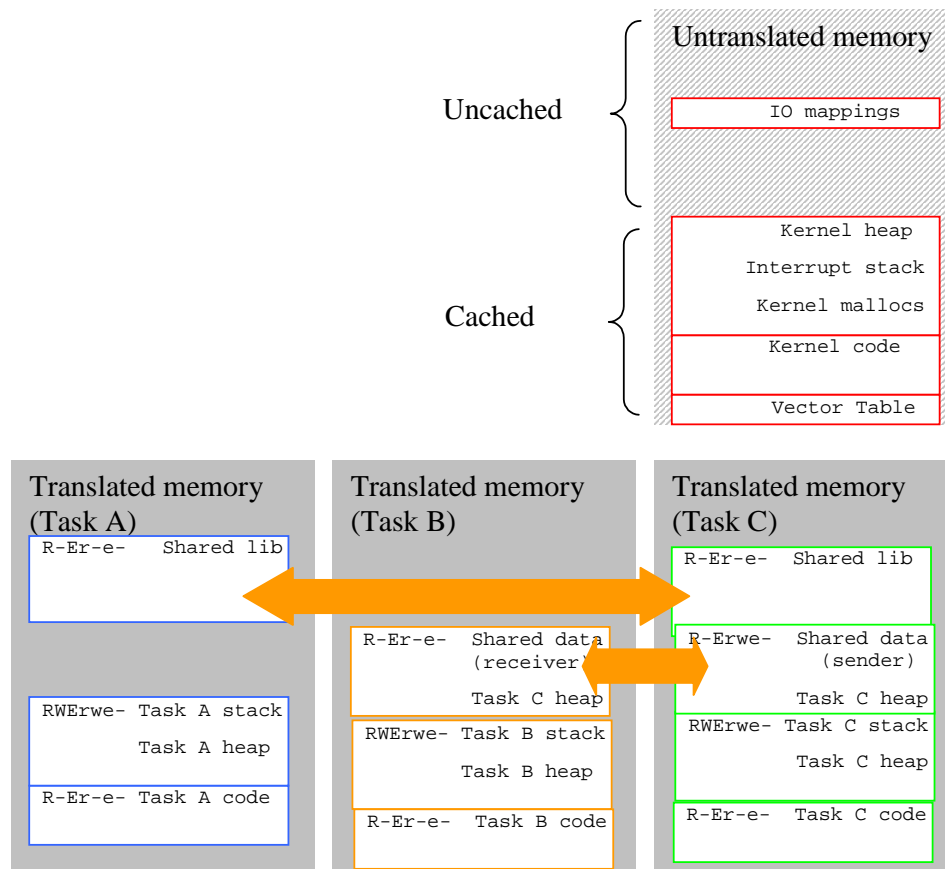 Untranslated memory
Uncached
IO mappings
Kernel heap
Interrupt stack
Cached
Kernel mallocs
Kernel code
Vector Table
Translated memory
(Task A)
R-Er-e- Shared lib
RWErwe- Task A stack
Task A heap
R-Er-e- Task A code
Translated memory
(Task B)
R-Er-e- Shared data
(receiver)
Task C heap
RWErwe- Task B stack
Task B heap
R-Er-e- Task B code
Translated memory
(Task C)
R-Er-e- Shared lib
R-Erwe- Shared data
(sender)
Task C heap
RWErwe- Task C stack
Task C heap
R-Er-e- Task C code